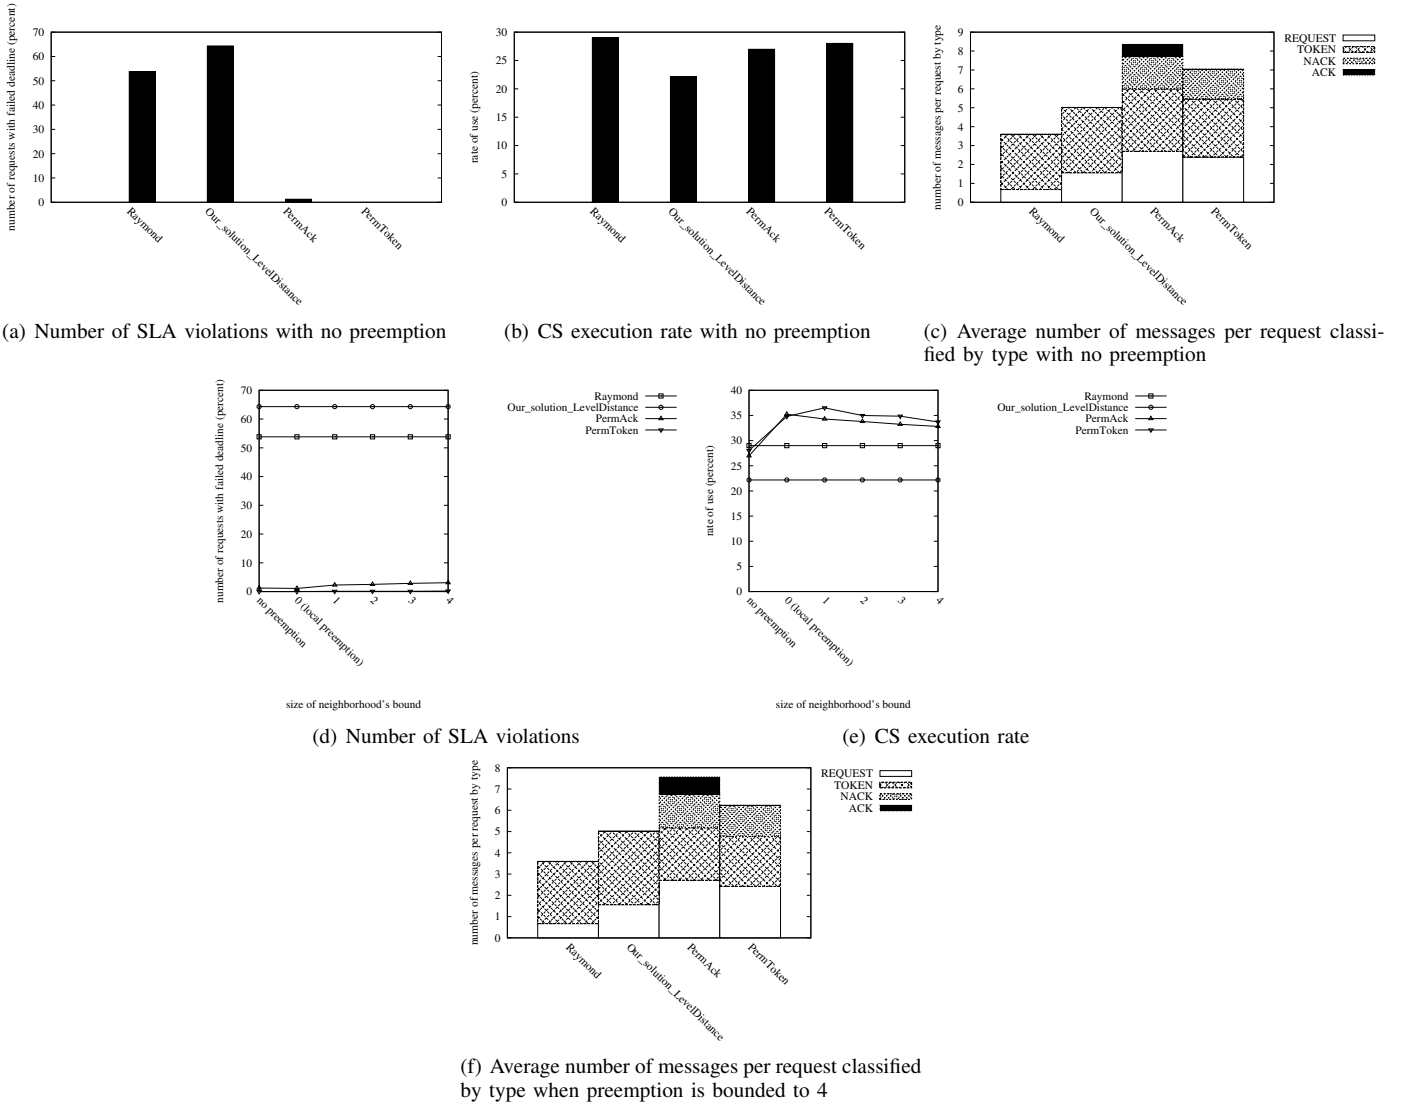 number of requests with failed deadline (percent)
70
60
50
40
30
20
10
0
Raymond
Our_solution_LevelDistance
PermAck
PermToken
(a) Number of SLA violations with no preemption
rate of use (percent)
30
25
20
15
10
5
0
Raymond
Our_solution_LevelDistance
PermAck
PermToken
(b) CS execution rate with no preemption
number of messages per request by type
9
8
7
6
5
4
3
2
1
0
Raymond
Our_solution_LevelDistance
PermAck
PermToken
REQUEST
TOKEN
NACK
ACK
(c) Average number of messages per request classi-
fied by type with no preemption
number of requests with failed deadline (percent)
70
60
50
40
30
20
10
0
no preemption
0 (local preemption)
1
2
3
4
size of neighborhood's bound
Raymond
Our_solution_LevelDistance
PermAck
PermToken
(d) Number of SLA violations
rate of use (percent)
40
35
30
25
20
15
10
5
0
no preemption
0 (local preemption)
1
2
3
4
size of neighborhood's bound
Raymond
Our_solution_LevelDistance
PermAck
PermToken
(e) CS execution rate
number of messages per request by type
8
7
6
5
4
3
2
1
0
Raymond
Our_solution_LevelDistance
PermAck
PermToken
REQUEST
TOKEN
NACK
ACK
(f) Average number of messages per request classified
by type when preemption is bounded to 4